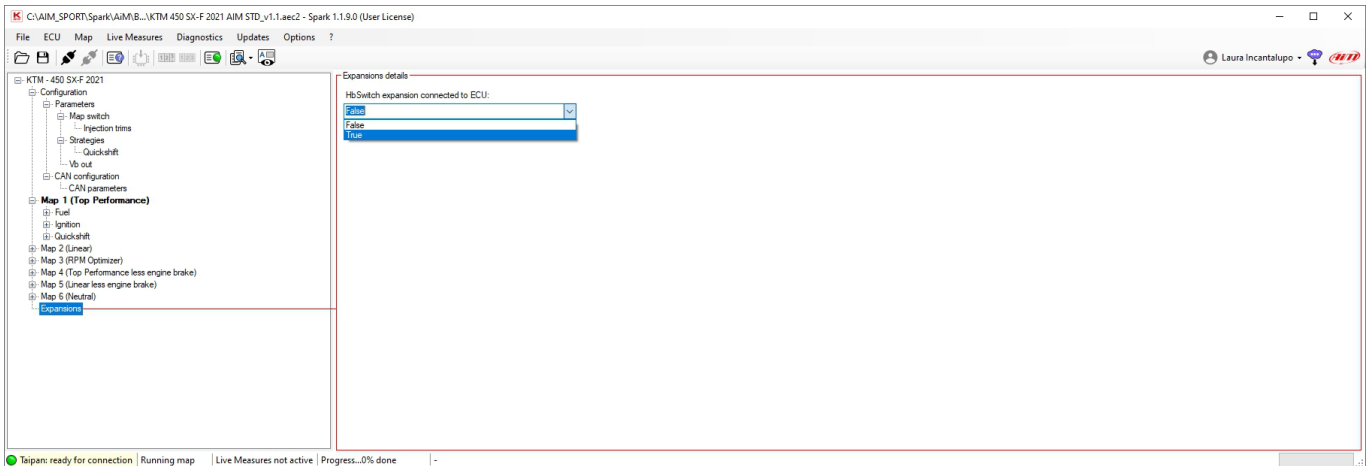 C:\AIM_SPORT\Spark\AiM\B...\KTM 450 SX-F 2021 AIM STD_v1.1.aec2 - Spark 1.1.9.0 (User License)
File ECU Map Live Measures Diagnostics Updates Options ?
Laura Incantalupo
AiM
KTM - 450 SX-F 2021
Configuration
Parameters
Map switch
Injection trims
Strategies
Quickshift
Vb out
CAN configuration
CAN parameters
Map 1 (Top Performance)
Fuel
Ignition
Quickshift
Map 2 (Linear)
Map 3 (RPM Optimizer)
Map 4 (Top Performance less engine brake)
Map 5 (Linear less engine brake)
Map 6 (Neutral)
Expansions
Expansions details
HbSwitch expansion connected to ECU:
False
False
True
Taipan: ready for connection Running map Live Measures not active Progress...0% done -